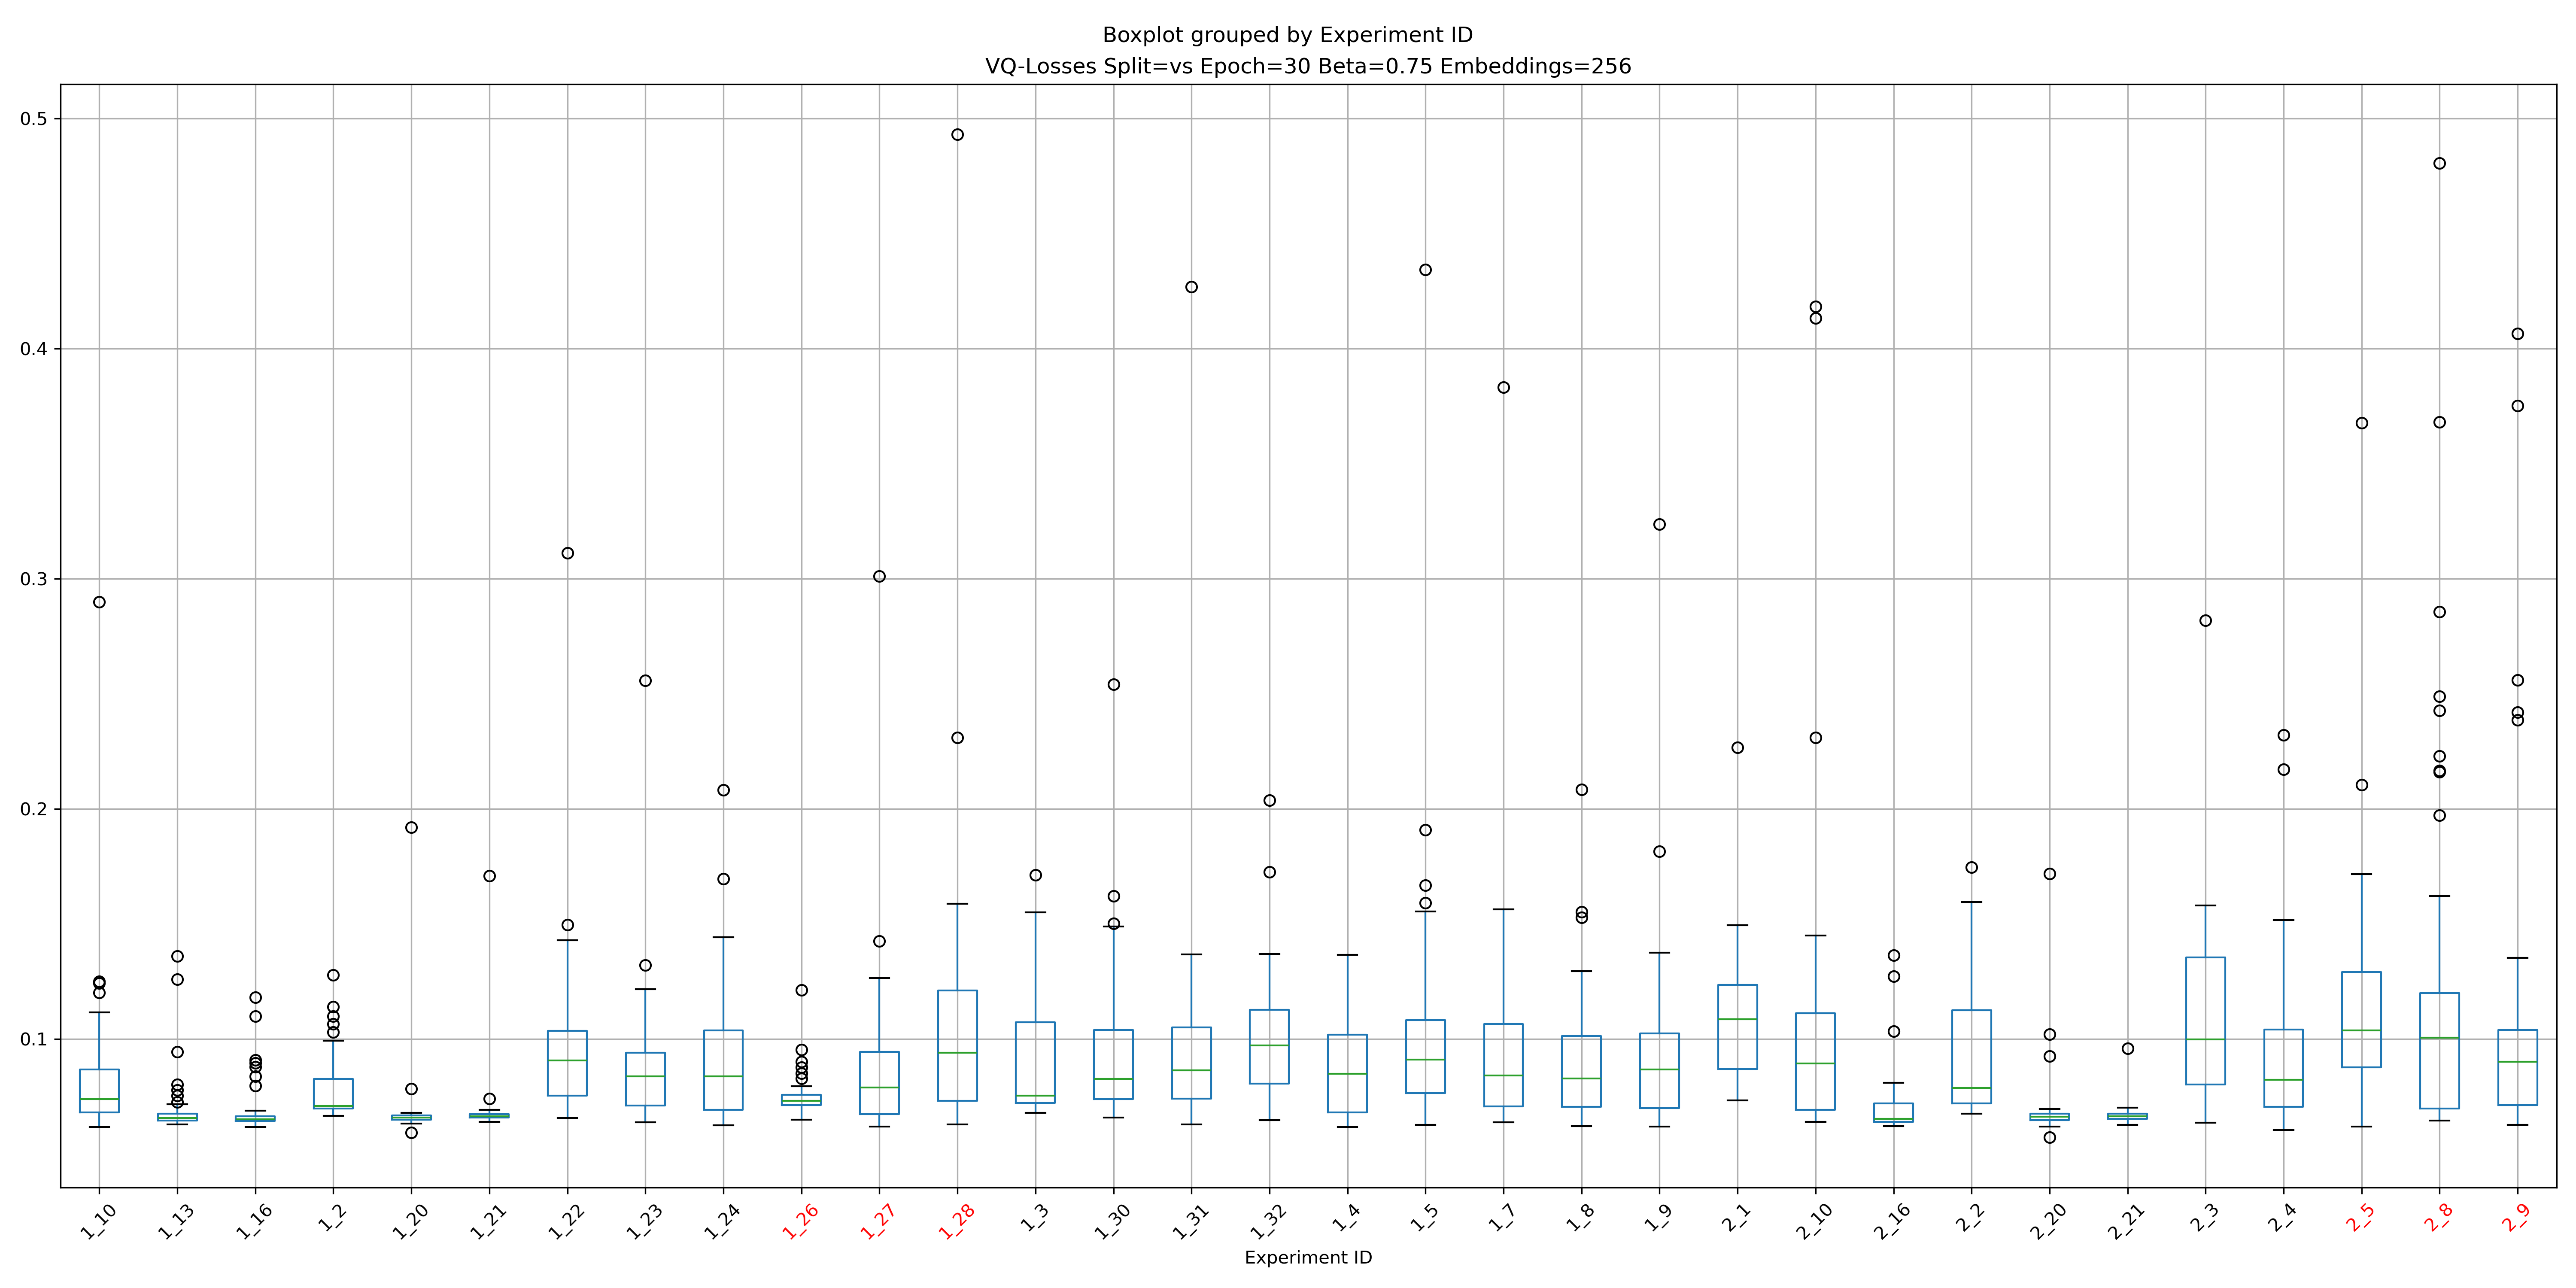 Boxplot grouped by Experiment ID
VQ-Losses Split=vs Epoch=30 Beta=0.75 Embeddings=256
0.5
0.4
0.3
0.2
0.1
1_10 1_13 1_16 1_2 1_20 1_21 1_22 1_23 1_24 1_26 1_27 1_28 1_3 1_30 1_31 1_32 1_4 1_5 1_7 1_8 1_9 2_1 2_10 2_16 2_2 2_20 2_21 2_3 2_4 2_5 2_8 2_9
Experiment ID